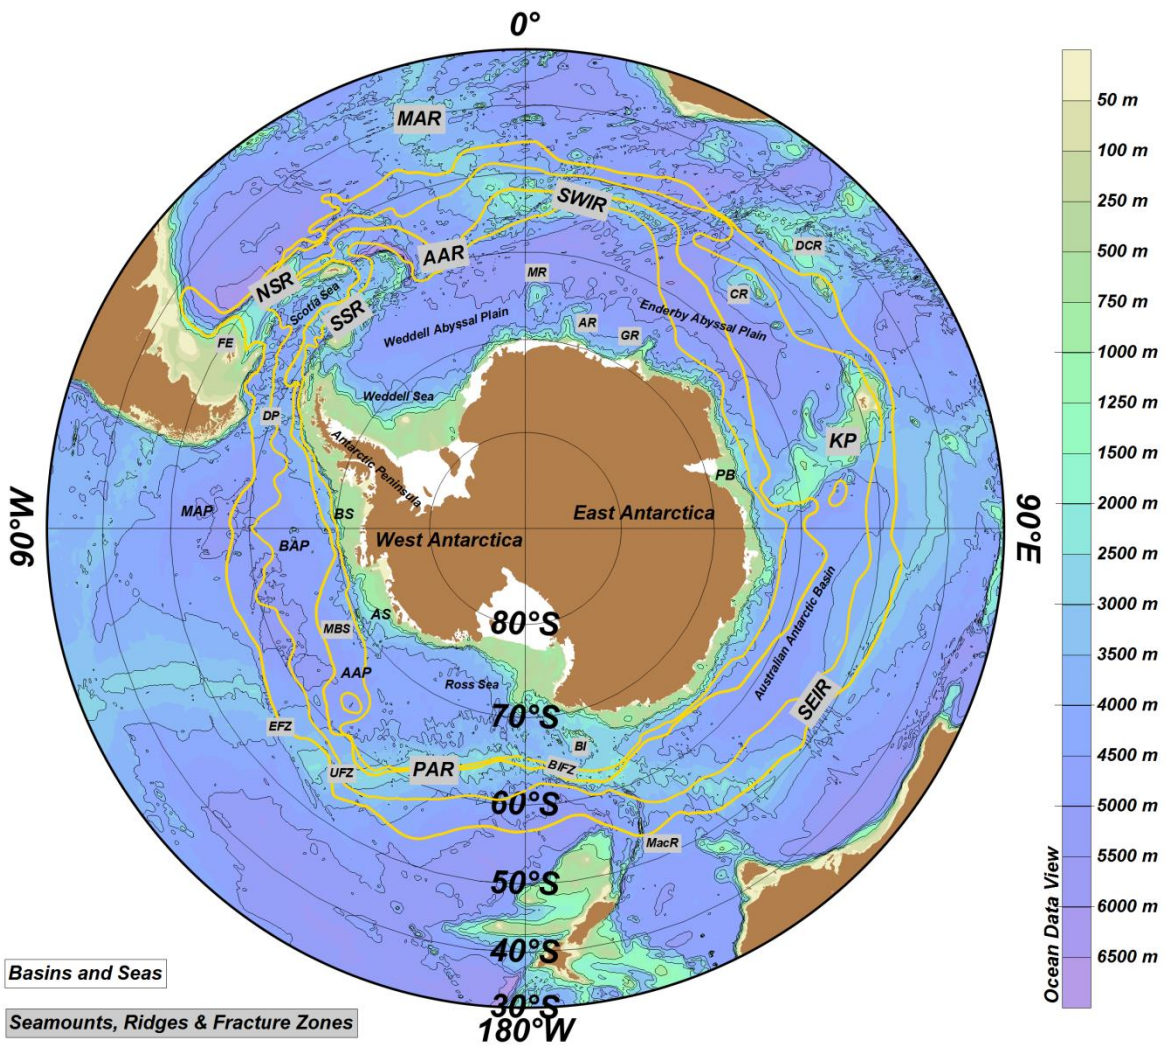 0°
MAR
50 m
100 m
SWIR
250 m
AAR
DCR
500 m
NSR
MR
Scotia Sea
CR
750 m
SSR
Enderby Abyssal Plain
Weddell Abyssal Plain
AR
GR
FE
1000 m
Weddell Sea
1250 m
DP
KP
1500 m
Antarctic Peninsula
PB
90°W
MAP
BS
East Antarctica
90°E
2000 m
BAP
West Antarctica
2500 m
AS
80°S
MBS
Australian Antarctic Basin
3000 m
3500 m
AAP
Ross Sea
SEIR
4000 m
EFZ
70°S
BI
4500 m
UFZ
PAR
BIFZ
60°S
5000 m
MacR
5500 m
50°S
6000 m
40°S
6500 m
Ocean Data View
Basins and Seas
30°S
Seamounts, Ridges & Fracture Zones
180°W